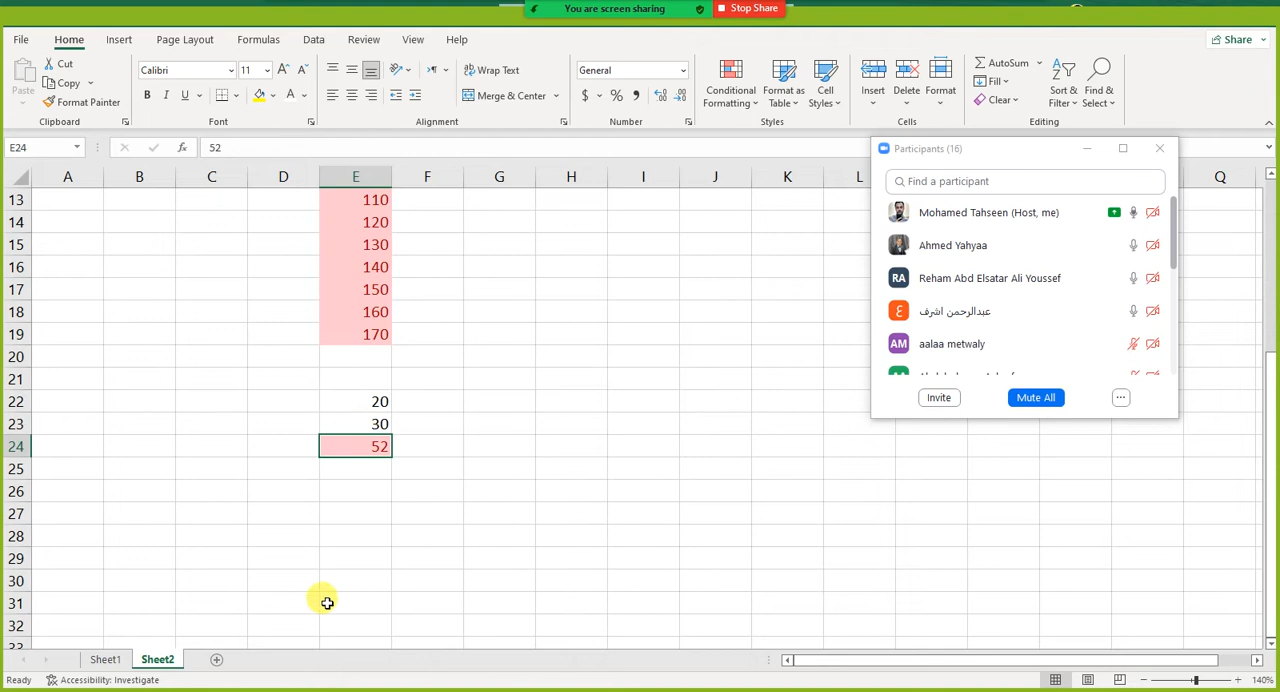 You are screen sharing
Stop Share
File Home Insert Page Layout Formulas Data Review View Help
Share
Paste
Cut
Copy
Format Painter
Clipboard
Calibri 11
B I U
Font
Wrap Text
Merge & Center
Alignment
General
$ %
Number
Conditional Formatting
Format as Table
Cell Styles
Styles
Insert Delete Format
Cells
AutoSum
Fill
Clear
Sort & Filter
Find & Select
Editing
E24 fx 52
A B C D E F G H I J K L Q
13 110
14 120
15 130
16 140
17 150
18 160
19 170
20
21
22 20
23 30
24 52
25
26
27
28
29
30
31
32
33
Participants (16)
Find a participant
Mohamed Tahseen (Host, me)
Ahmed Yahyaa
RA Reham Abd Elsatar Ali Youssef
ع عبدالرحمن اشرف
AM aalaa metwaly
Invite Mute All ...
Sheet1 Sheet2
Ready Accessibility: Investigate
140%